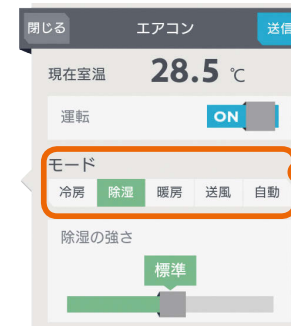 閉じる エアコン 送信
現在室温 28.5 ℃
運転 ON
モード
冷房 除湿 暖房 送風 自動
除湿の強さ
標準